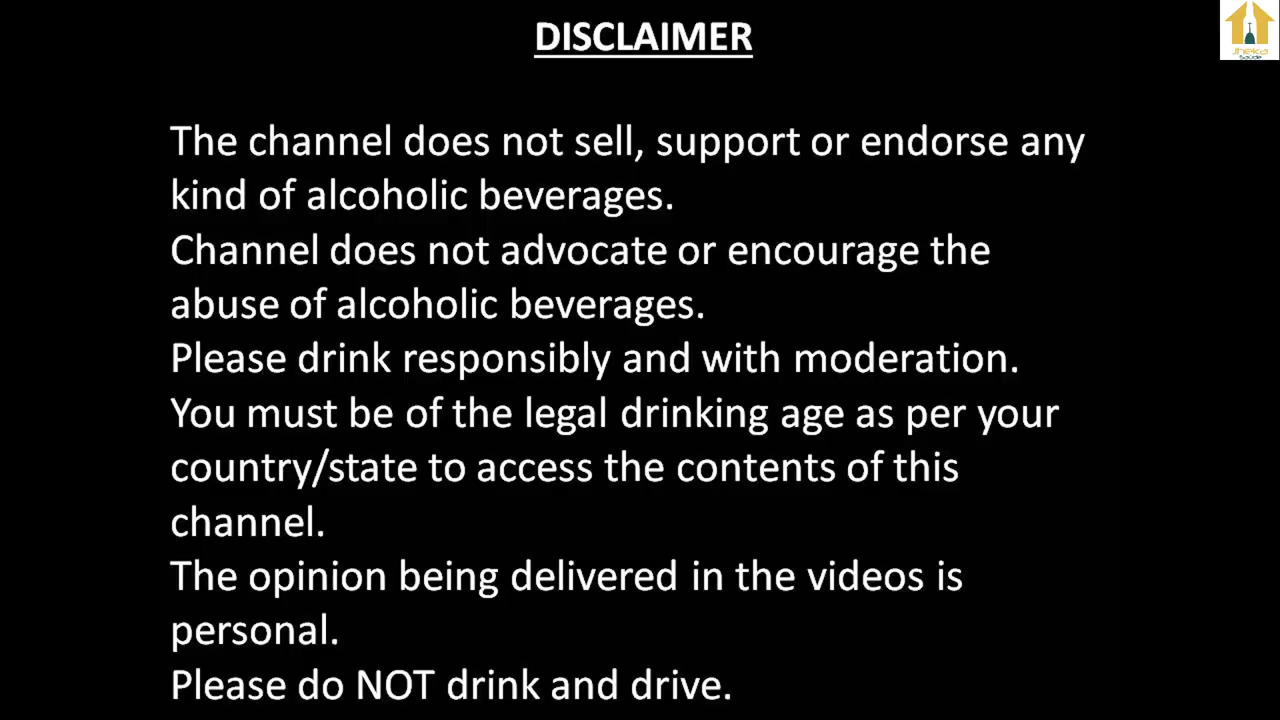 DISCLAIMER
Jheka
Saúde
The channel does not sell, support or endorse any
kind of alcoholic beverages.
Channel does not advocate or encourage the
abuse of alcoholic beverages.
Please drink responsibly and with moderation.
You must be of the legal drinking age as per your
country/state to access the contents of this
channel.
The opinion being delivered in the videos is
personal.
Please do NOT drink and drive.